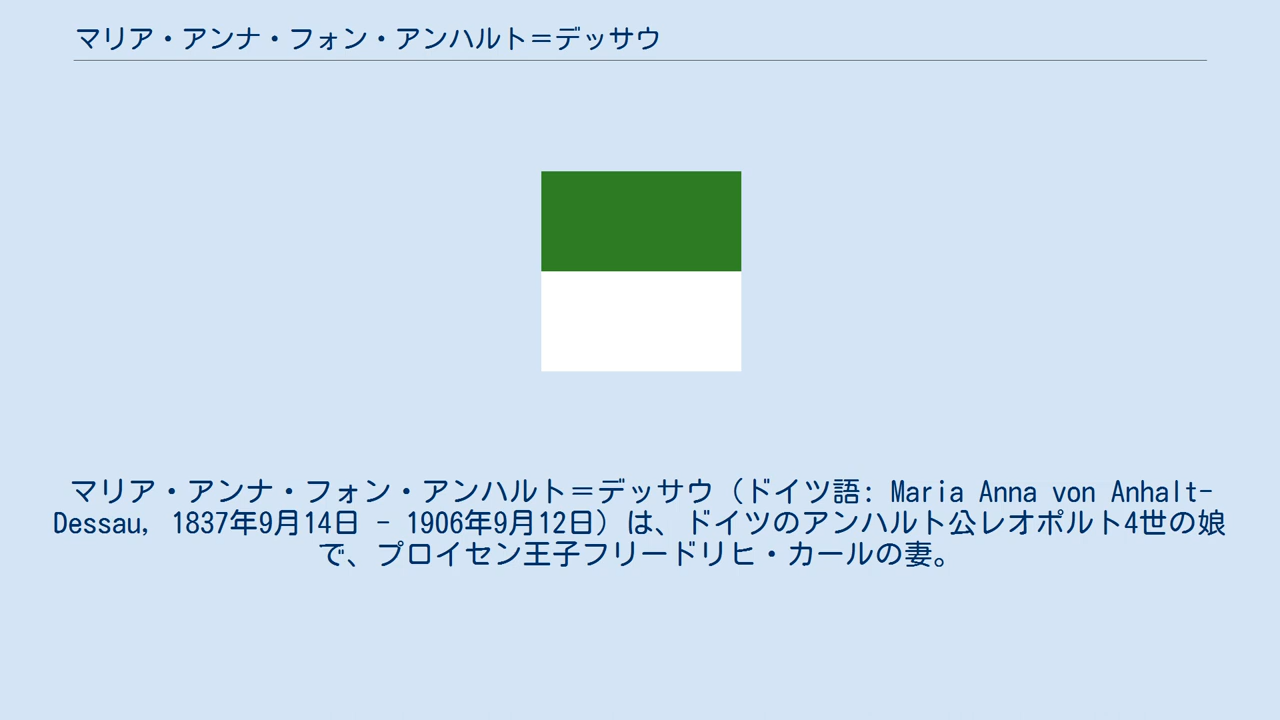 マリア・アンナ・フォン・アンハルト＝デッサウ
マリア・アンナ・フォン・アンハルト＝デッサウ（ドイツ語: Maria Anna von Anhalt-
Dessau, 1837年9月14日 - 1906年9月12日）は、ドイツのアンハルト公レオポルト4世の娘
で、プロイセン王子フリードリヒ・カールの妻。